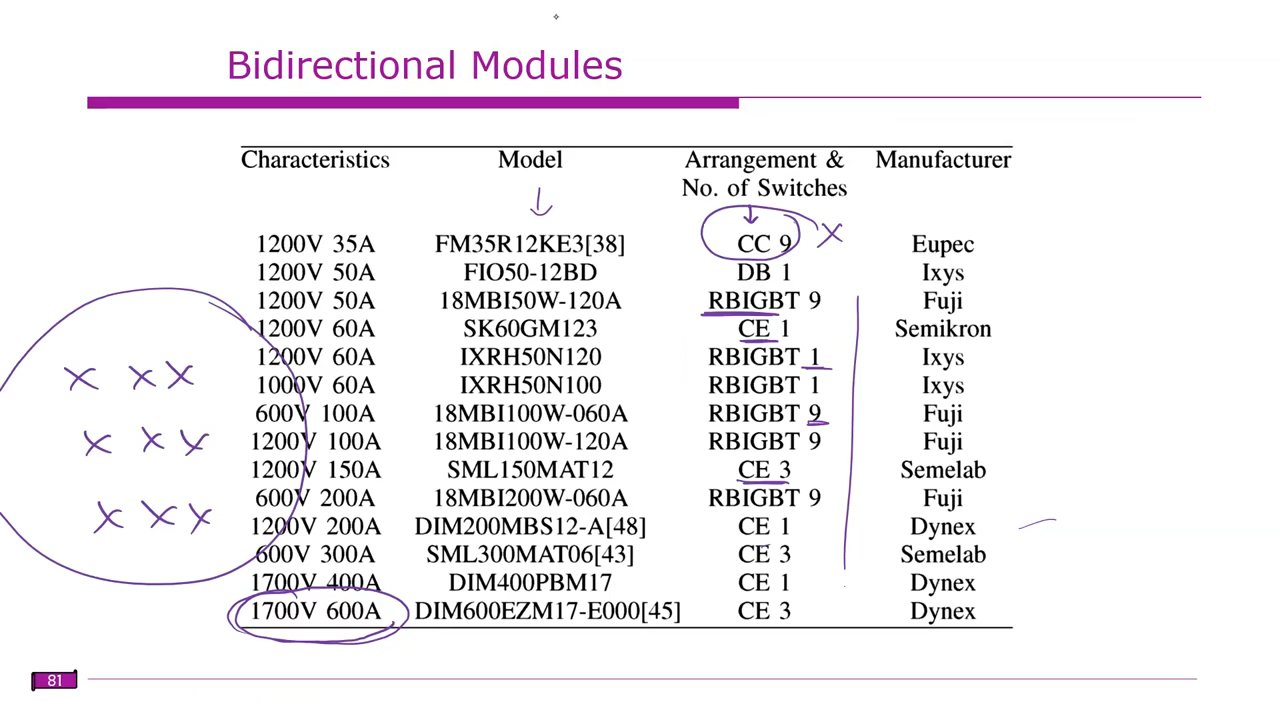 Bidirectional Modules
Characteristics Model Arrangement & Manufacturer
No. of Switches
1200V 35A FM35R12KE3[38] CC 9 X Eupec
1200V 50A FIO50-12BD DB 1 Ixys
1200V 50A 18MBI50W-120A RBIGBT 9 Fuji
1200V 60A SK60GM123 CE 1 Semikron
1200V 60A IXRH50N120 RBIGBT 1 Ixys
X X X 1000V 60A IXRH50N100 RBIGBT 1 Ixys
600V 100A 18MBI100W-060A RBIGBT 9 Fuji
X X X 1200V 100A 18MBI100W-120A RBIGBT 9 Fuji
1200V 150A SML150MAT12 CE 3 Semelab
600V 200A 18MBI200W-060A RBIGBT 9 Fuji
X X X 1200V 200A DIM200MBS12-A[48] CE 1 Dynex
600V 300A SML300MAT06[43] CE 3 Semelab
1700V 400A DIM400PBM17 CE 1 Dynex
1700V 600A DIM600EZM17-E000[45] CE 3 Dynex
81